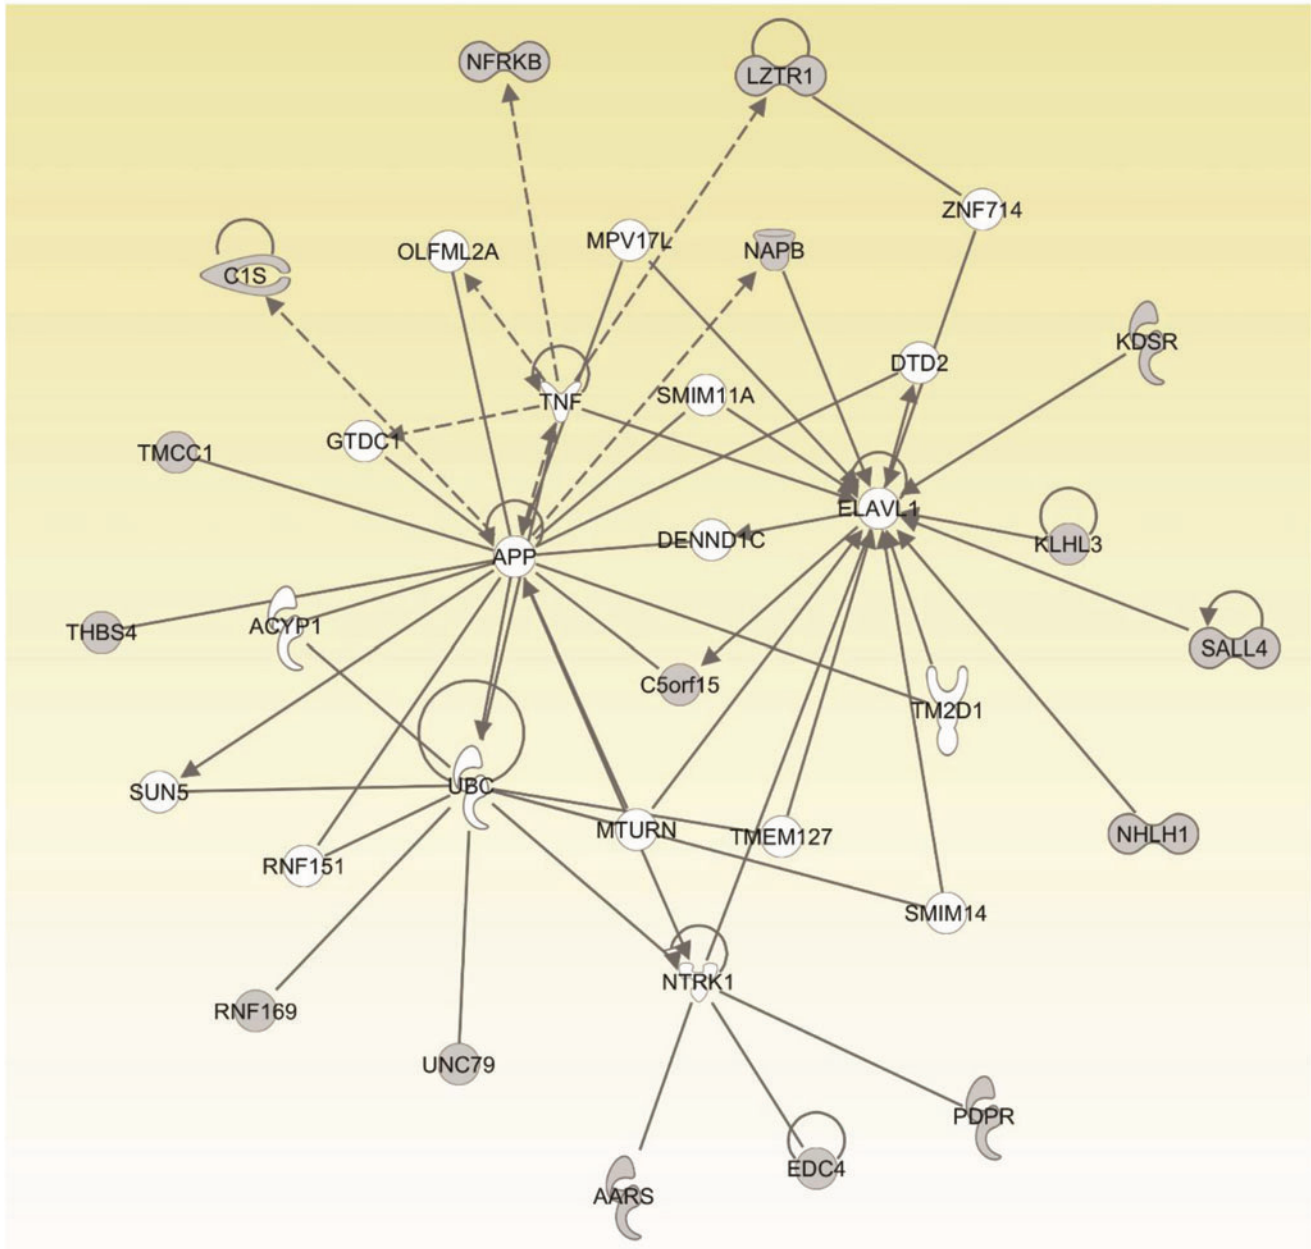 NFRKB
LZTR1
ZNF714
OLFML2A
MPV17L
NAPB
C1S
KDSR
DTD2
SMIM11A
TNF
GTDC1
TMCC1
ELAVL1
DENND1C
KLHL3
APP
THBS4
ACYP1
SALL4
C5orf15
TM2D1
UBC
SUN5
MTURN
TMEM127
NHLH1
RNF151
SMIM14
NTRK1
RNF169
UNC79
PDPR
EDC4
AARS